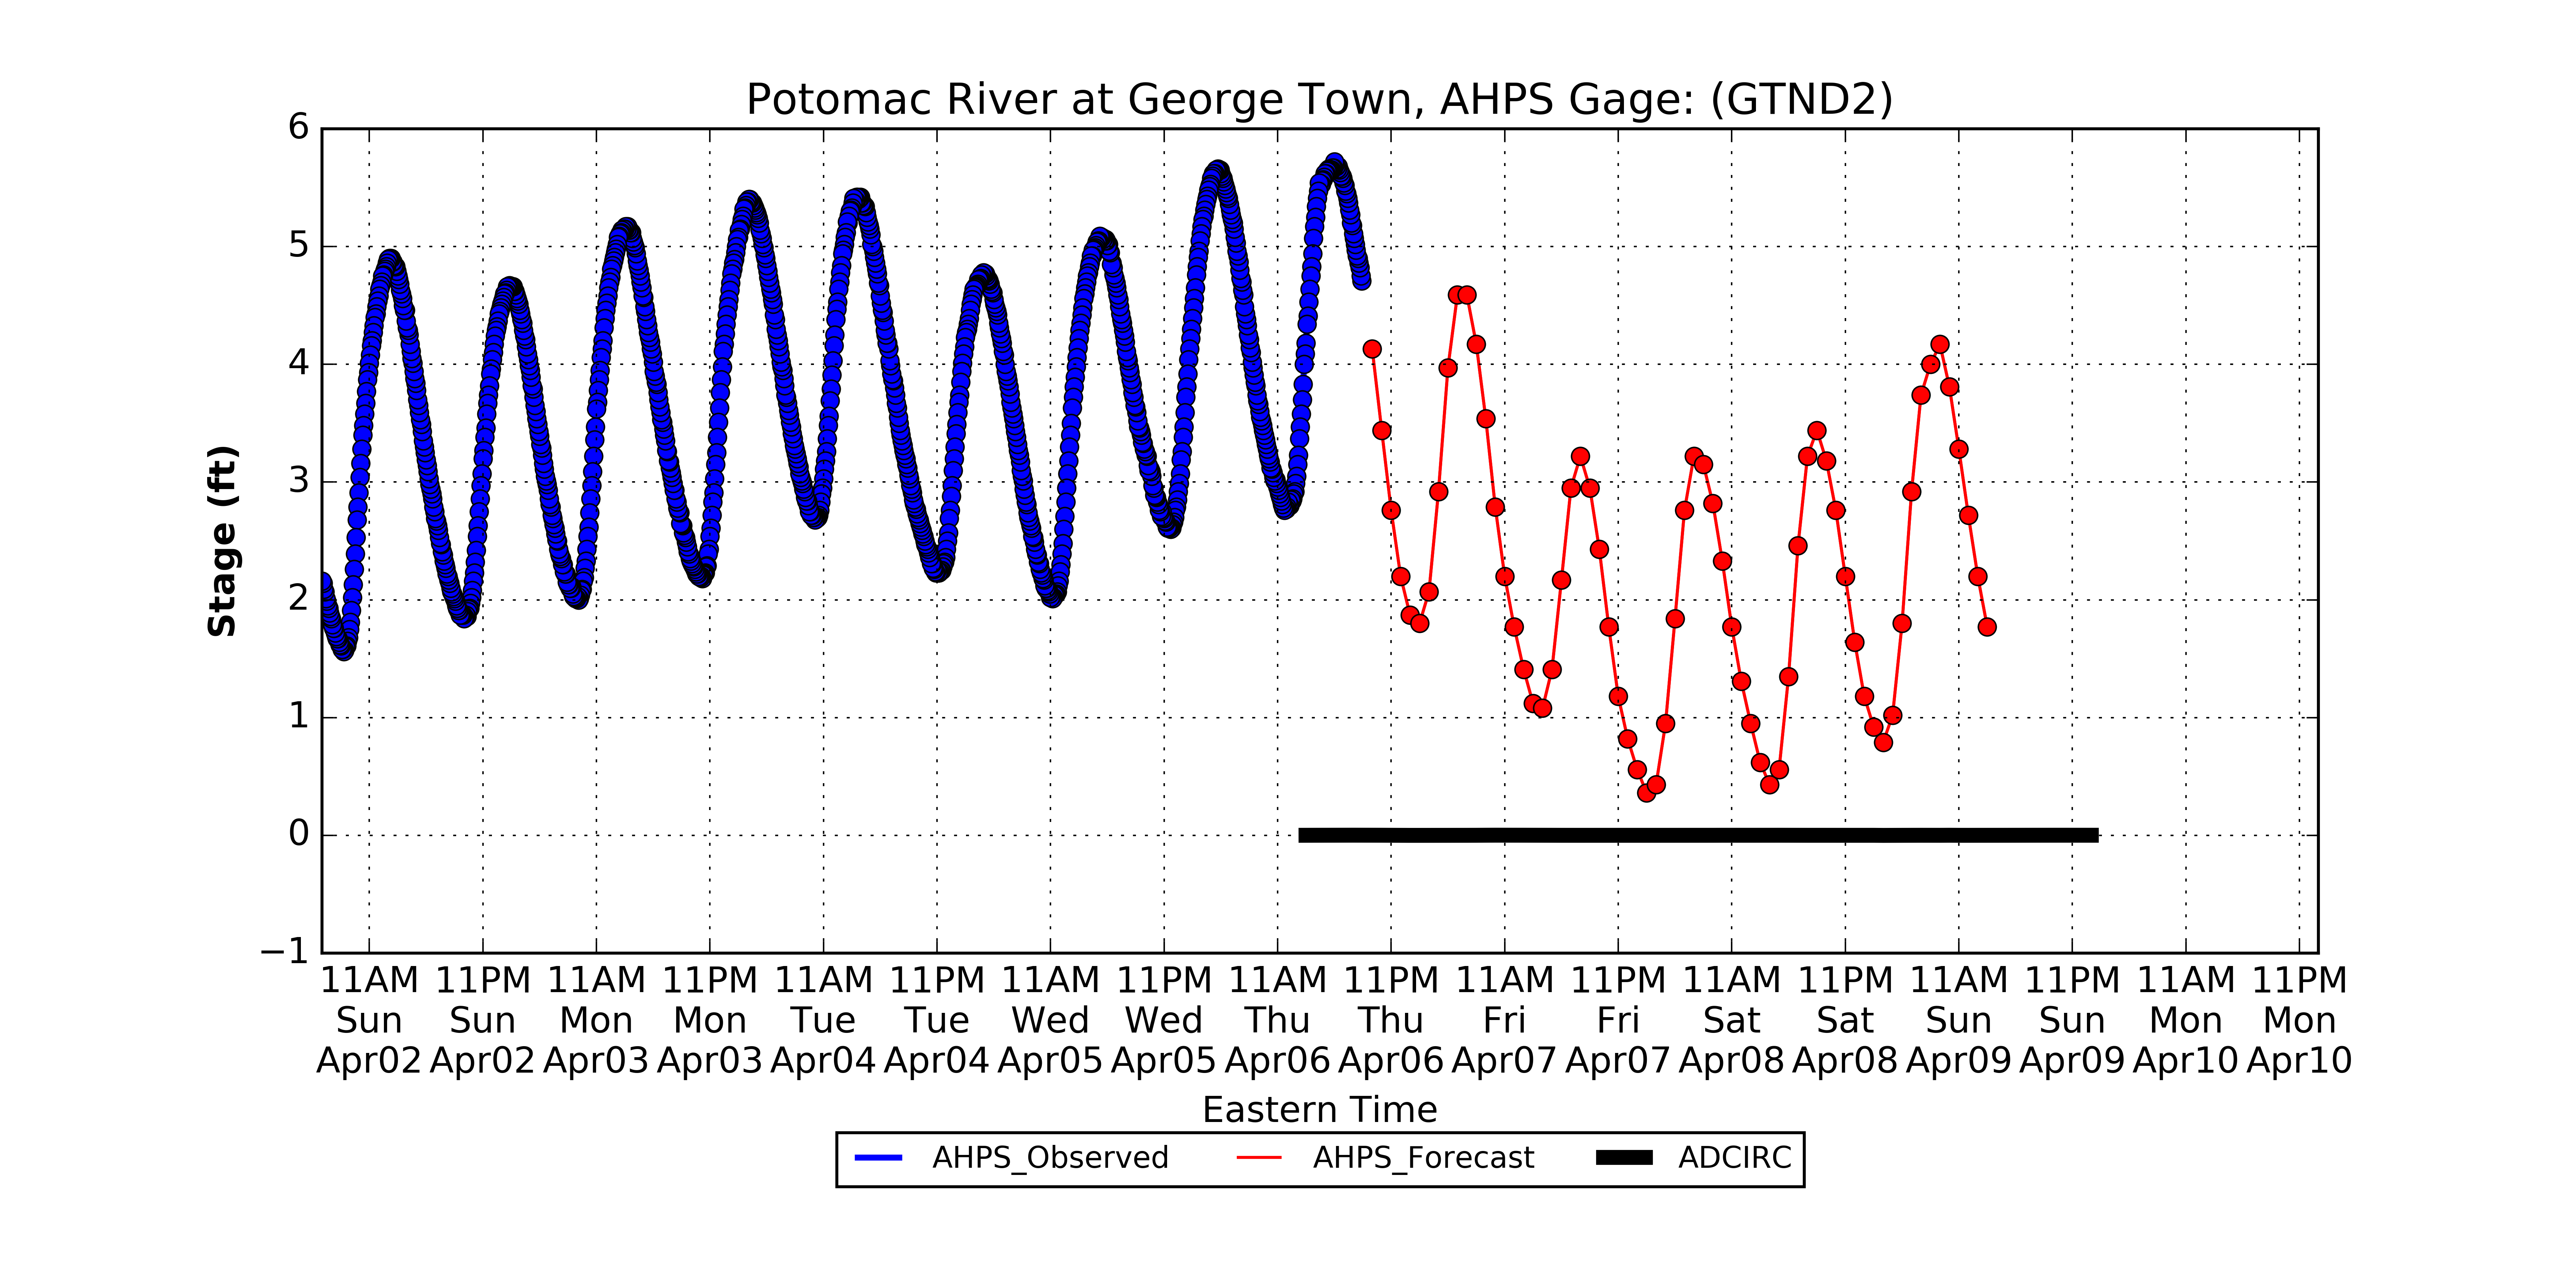 Potomac River at George Town, AHPS Gage: (GTND2)
6
5
4
3
2
1
0
−1
Stage (ft)
11AM 11PM 11AM 11PM 11AM 11PM 11AM 11PM 11AM 11PM 11AM 11PM 11AM 11PM 11AM 11PM 11AM 11PM
Sun Sun Mon Mon Tue Tue Wed Wed Thu Thu Fri Fri Sat Sat Sun Sun Mon Mon
Apr02 Apr02 Apr03 Apr03 Apr04 Apr04 Apr05 Apr05 Apr06 Apr06 Apr07 Apr07 Apr08 Apr08 Apr09 Apr09 Apr10 Apr10
Eastern Time
AHPS_Observed AHPS_Forecast ADCIRC